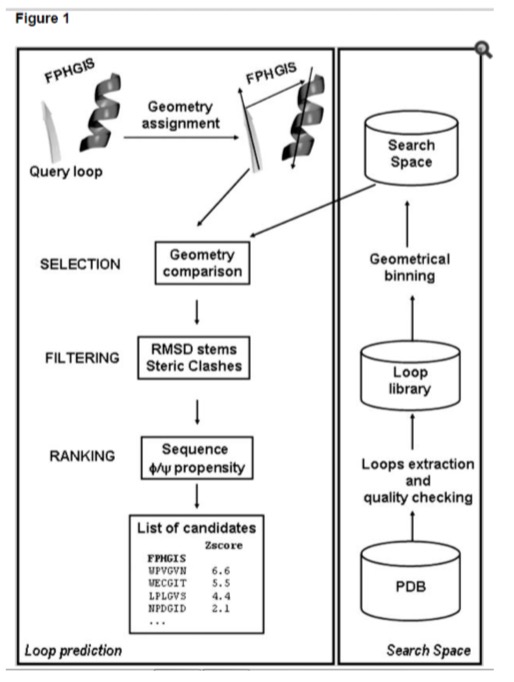 Figure 1
FPHGIS
Geometry
assignment
FPHGIS
Query loop
SELECTION
Geometry
comparison
FILTERING
RMSD stems
Steric Clashes
RANKING
Sequence
ϕ/ψ propensity
List of candidates
Zscore
FPHGIS
WPVGVN 6.6
WECGIT 5.5
LPLGVS 4.4
NPDGID 2.1
...
Loop prediction
Search
Space
Geometrical
binning
Loop
library
Loops extraction
and
quality checking
PDB
Search Space